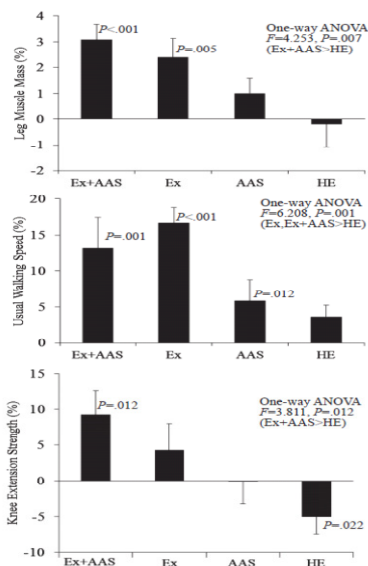 Leg Muscle Mass (%)
4
3
2
1
0
-1
-2
P<.001
P=.005
One-way ANOVA
F=4.253, P=.007
(Ex+AAS>HE)
Ex+AAS Ex AAS HE
Usual Walking Speed (%)
20
15
10
5
0
P=.001
P<.001
P=.012
One-way ANOVA
F=6.208, P=.001
(Ex,Ex+AAS>HE)
Ex+AAS Ex AAS HE
Knee Extension Strength (%)
15
10
5
0
-5
-10
P=.012
One-way ANOVA
F=3.811, P=.012
(Ex+AAS>HE)
P=.022
Ex+AAS Ex AAS HE